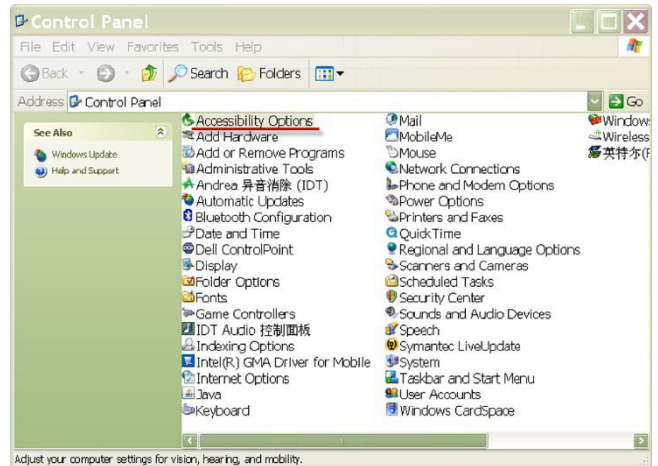 Control Panel
File Edit View Favorites Tools Help
Back Search Folders
Address Control Panel Go
See Also
Windows Update
Help and Support
Accessibility Options
Add Hardware
Add or Remove Programs
Administrative Tools
Andrea 异音消除 (IDT)
Automatic Updates
Bluetooth Configuration
Date and Time
Dell ControlPoint
Display
Folder Options
Fonts
Game Controllers
IDT Audio 控制面板
Indexing Options
Intel(R) GMA Driver for Mobile
Internet Options
Java
Keyboard
Mail
MobileMe
Mouse
Network Connections
Phone and Modem Options
Power Options
Printers and Faxes
QuickTime
Regional and Language Options
Scanners and Cameras
Scheduled Tasks
Security Center
Sounds and Audio Devices
Speech
Symantec LiveUpdate
System
Taskbar and Start Menu
User Accounts
Windows CardSpace
Window
Wireless
英特尔(R
Adjust your computer settings for vision, hearing, and mobility.